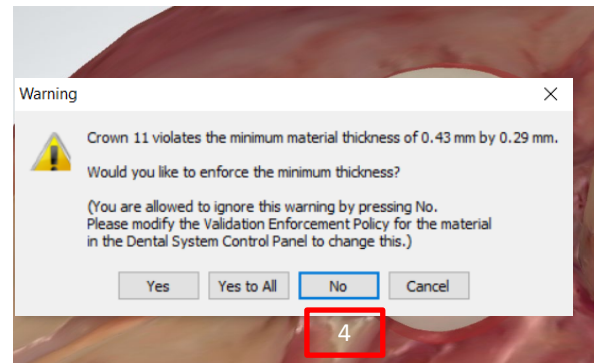 Warning
Crown 11 violates the minimum material thickness of 0.43 mm by 0.29 mm.
Would you like to enforce the minimum thickness?
(You are allowed to ignore this warning by pressing No.
Please modify the Validation Enforcement Policy for the material
in the Dental System Control Panel to change this.)
Yes Yes to All No Cancel
4